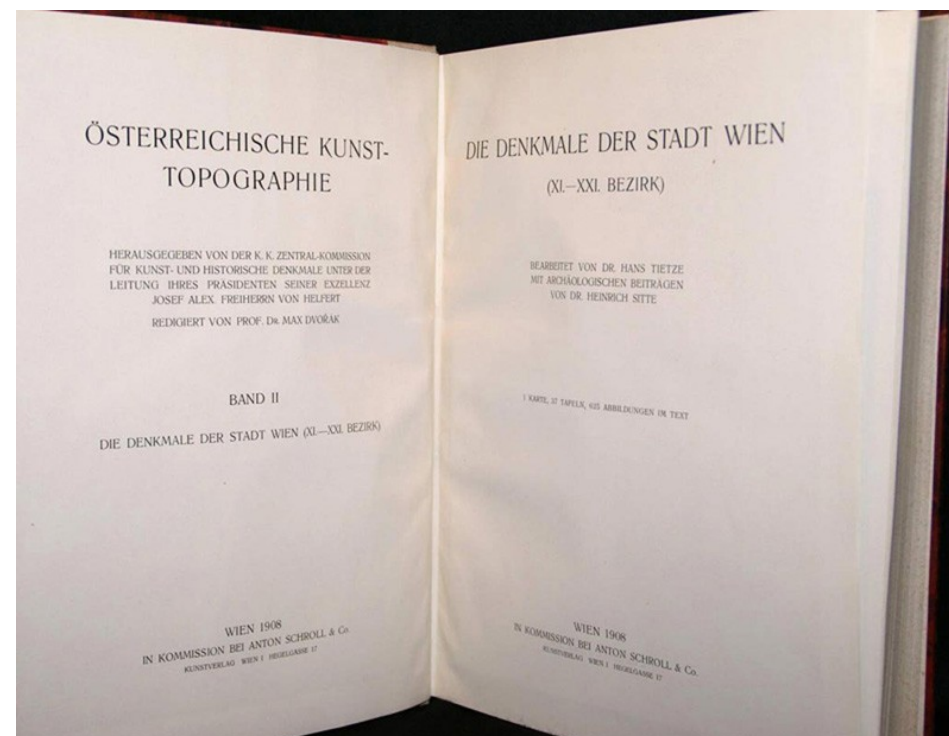 ÖSTERREICHISCHE KUNST-
TOPOGRAPHIE
HERAUSGEGEBEN VON DER K. K. ZENTRAL-KOMMISSION
FÜR KUNST- UND HISTORISCHE DENKMALE UNTER DER
LEITUNG IHRES PRÄSIDENTEN SEINER EXZELLENZ
JOSEF ALEX. FREIHERRN VON HELFERT
REDIGIERT VON PROF. DR. MAX DVOŘÁK
BAND II
DIE DENKMALE DER STADT WIEN (XI.—XXI. BEZIRK)
WIEN 1908
IN KOMMISSION BEI ANTON SCHROLL & Co.
KUNSTVERLAG WIEN I HEGELGASSE 17
DIE DENKMALE DER STADT WIEN
(XI.—XXI. BEZIRK)
BEARBEITET VON DR. HANS TIETZE
MIT ARCHÄOLOGISCHEN BEITRÄGEN
VON DR. HEINRICH SITTE
1 KARTE, 37 TAFELN, 625 ABBILDUNGEN IM TEXT
WIEN 1908
IN KOMMISSION BEI ANTON SCHROLL & Co.
KUNSTVERLAG WIEN I HEGELGASSE 17